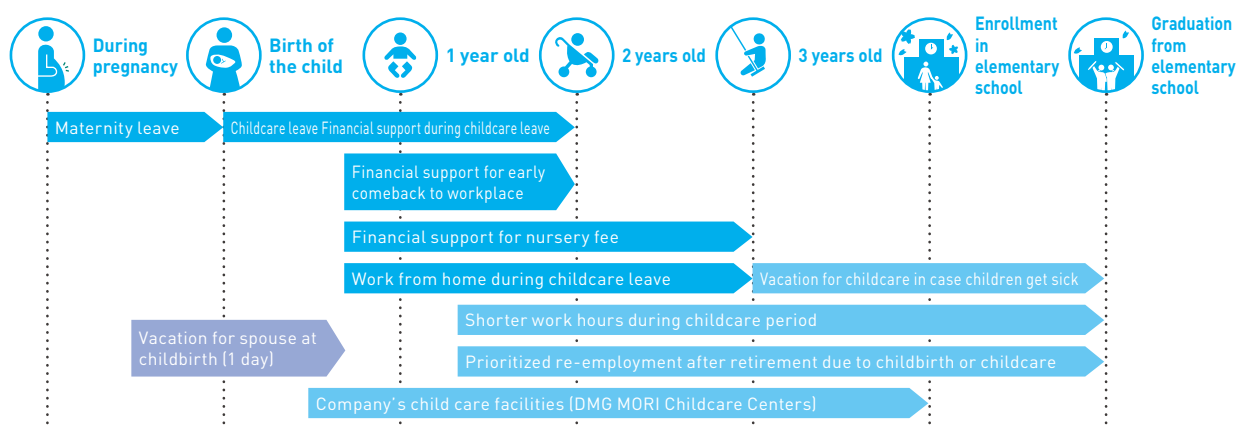 During
pregnancy
Birth of
the child
1 year old
2 years old
3 years old
Enrollment
in
elementary
school
Graduation
from
elementary
school
Maternity leave
Childcare leave Financial support during childcare leave
Financial support for early
comeback to workplace
Financial support for nursery fee
Work from home during childcare leave
Vacation for childcare in case children get sick
Shorter work hours during childcare period
Vacation for spouse at
childbirth (1 day)
Prioritized re-employment after retirement due to childbirth or childcare
Company's child care facilities (DMG MORI Childcare Centers)